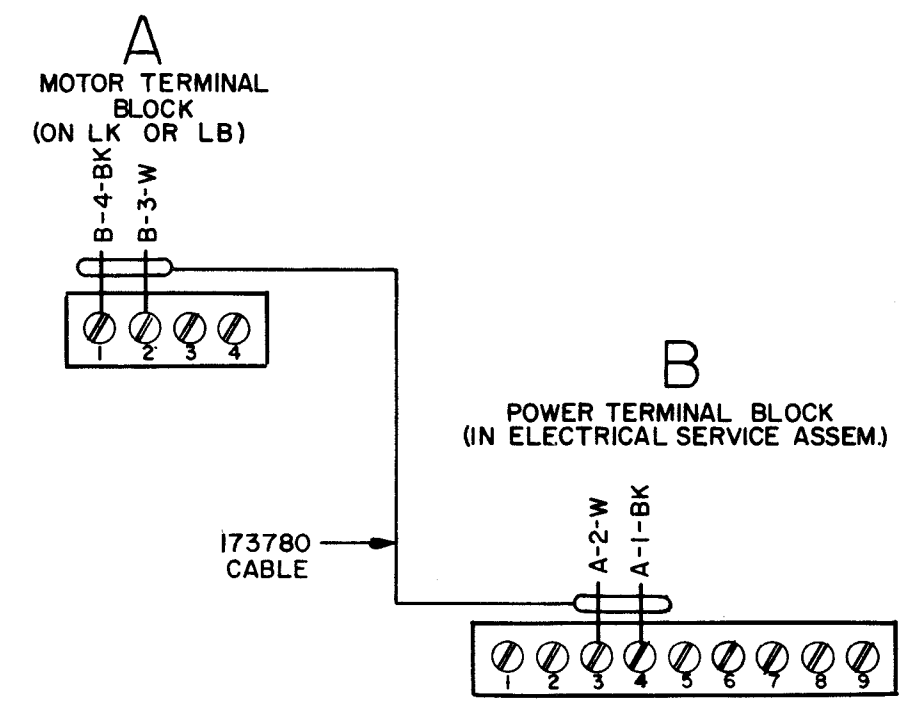 A
MOTOR TERMINAL
BLOCK
(ON LK OR LB)
B-4-BK
B-3-W
1 2 3 4
B
POWER TERMINAL BLOCK
(IN ELECTRICAL SERVICE ASSEM.)
173780
CABLE
A-2-W
A-1-BK
1 2 3 4 5 6 7 8 9